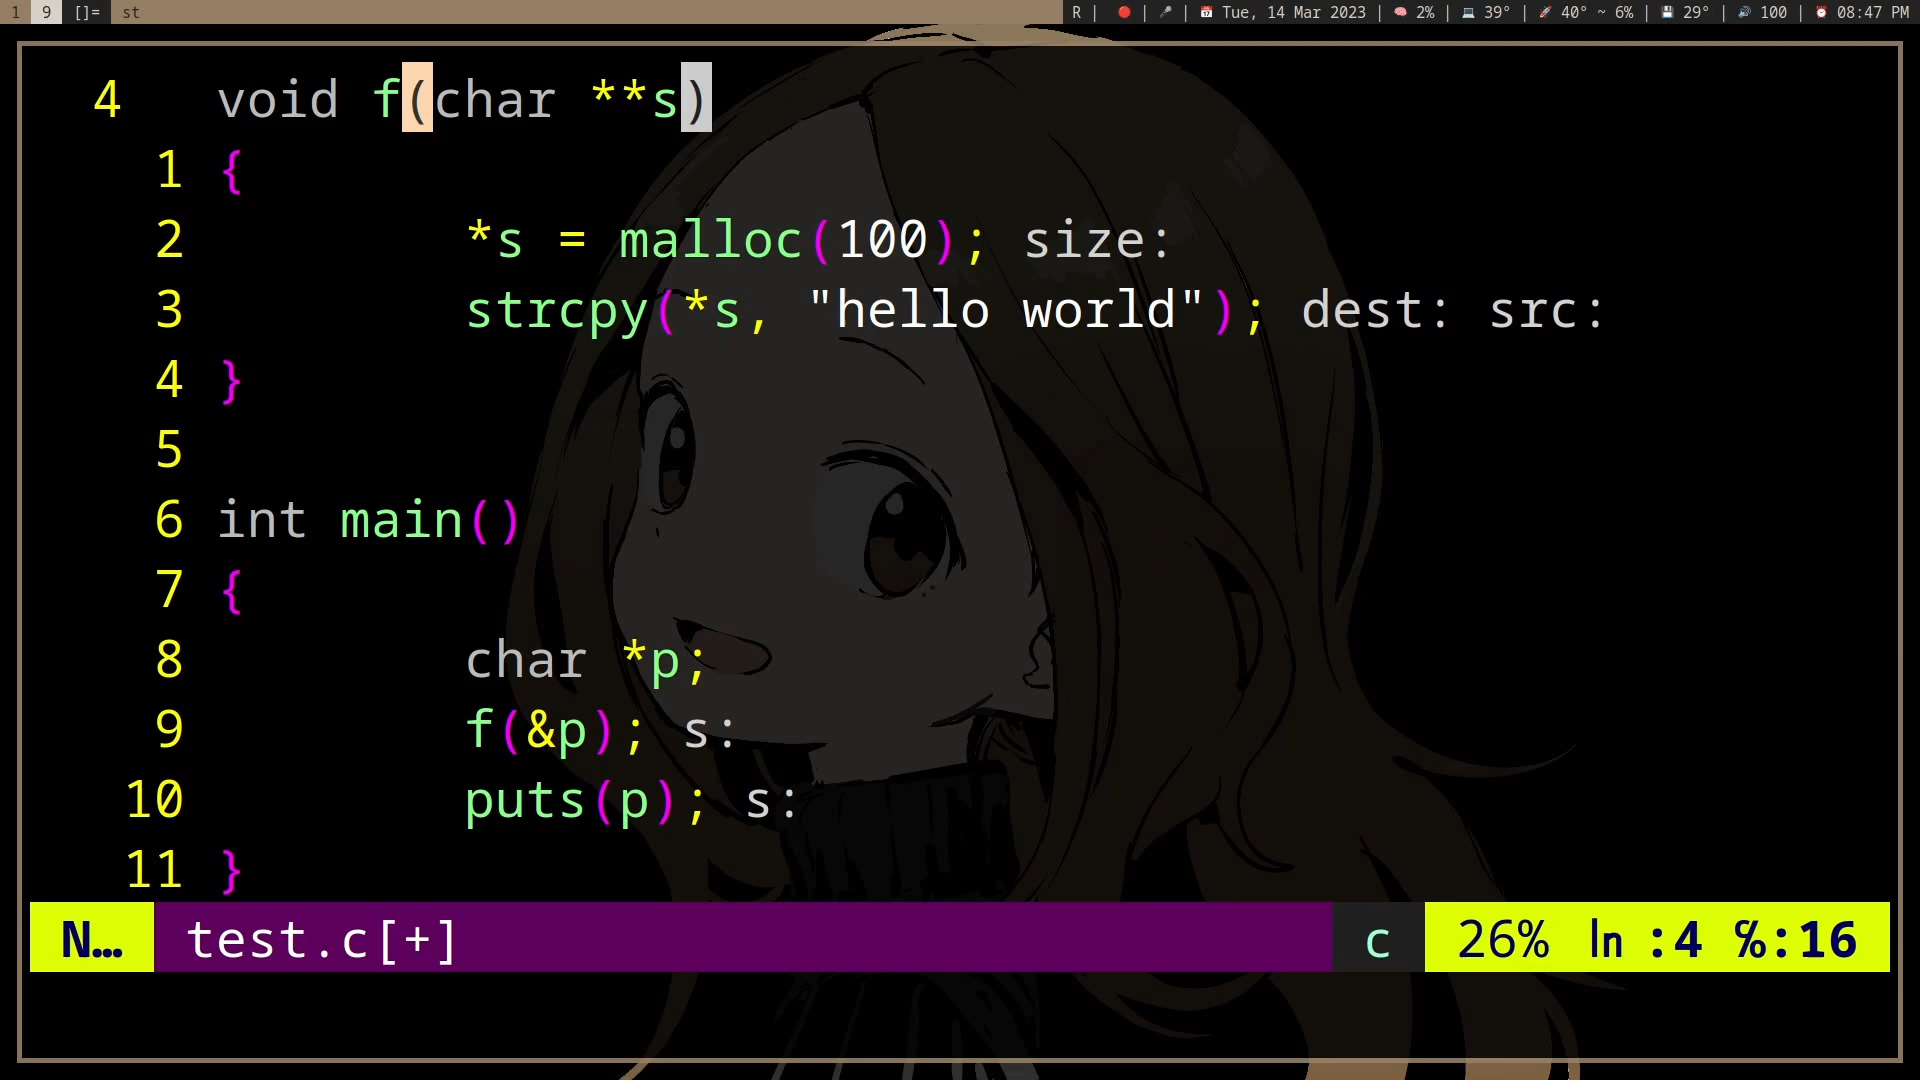 1 9 []= st R | | | Tue, 14 Mar 2023 | 2% | 39° | 40° ~ 6% | 29° | 100 | 08:47 PM
4 void f(char **s)
1 {
2 *s = malloc(100); size:
3 strcpy(*s, "hello world"); dest: src:
4 }
5
6 int main()
7 {
8 char *p;
9 f(&p); s:
10 puts(p); s:
11 }
N… test.c[+] c 26% ln :4 ℅:16